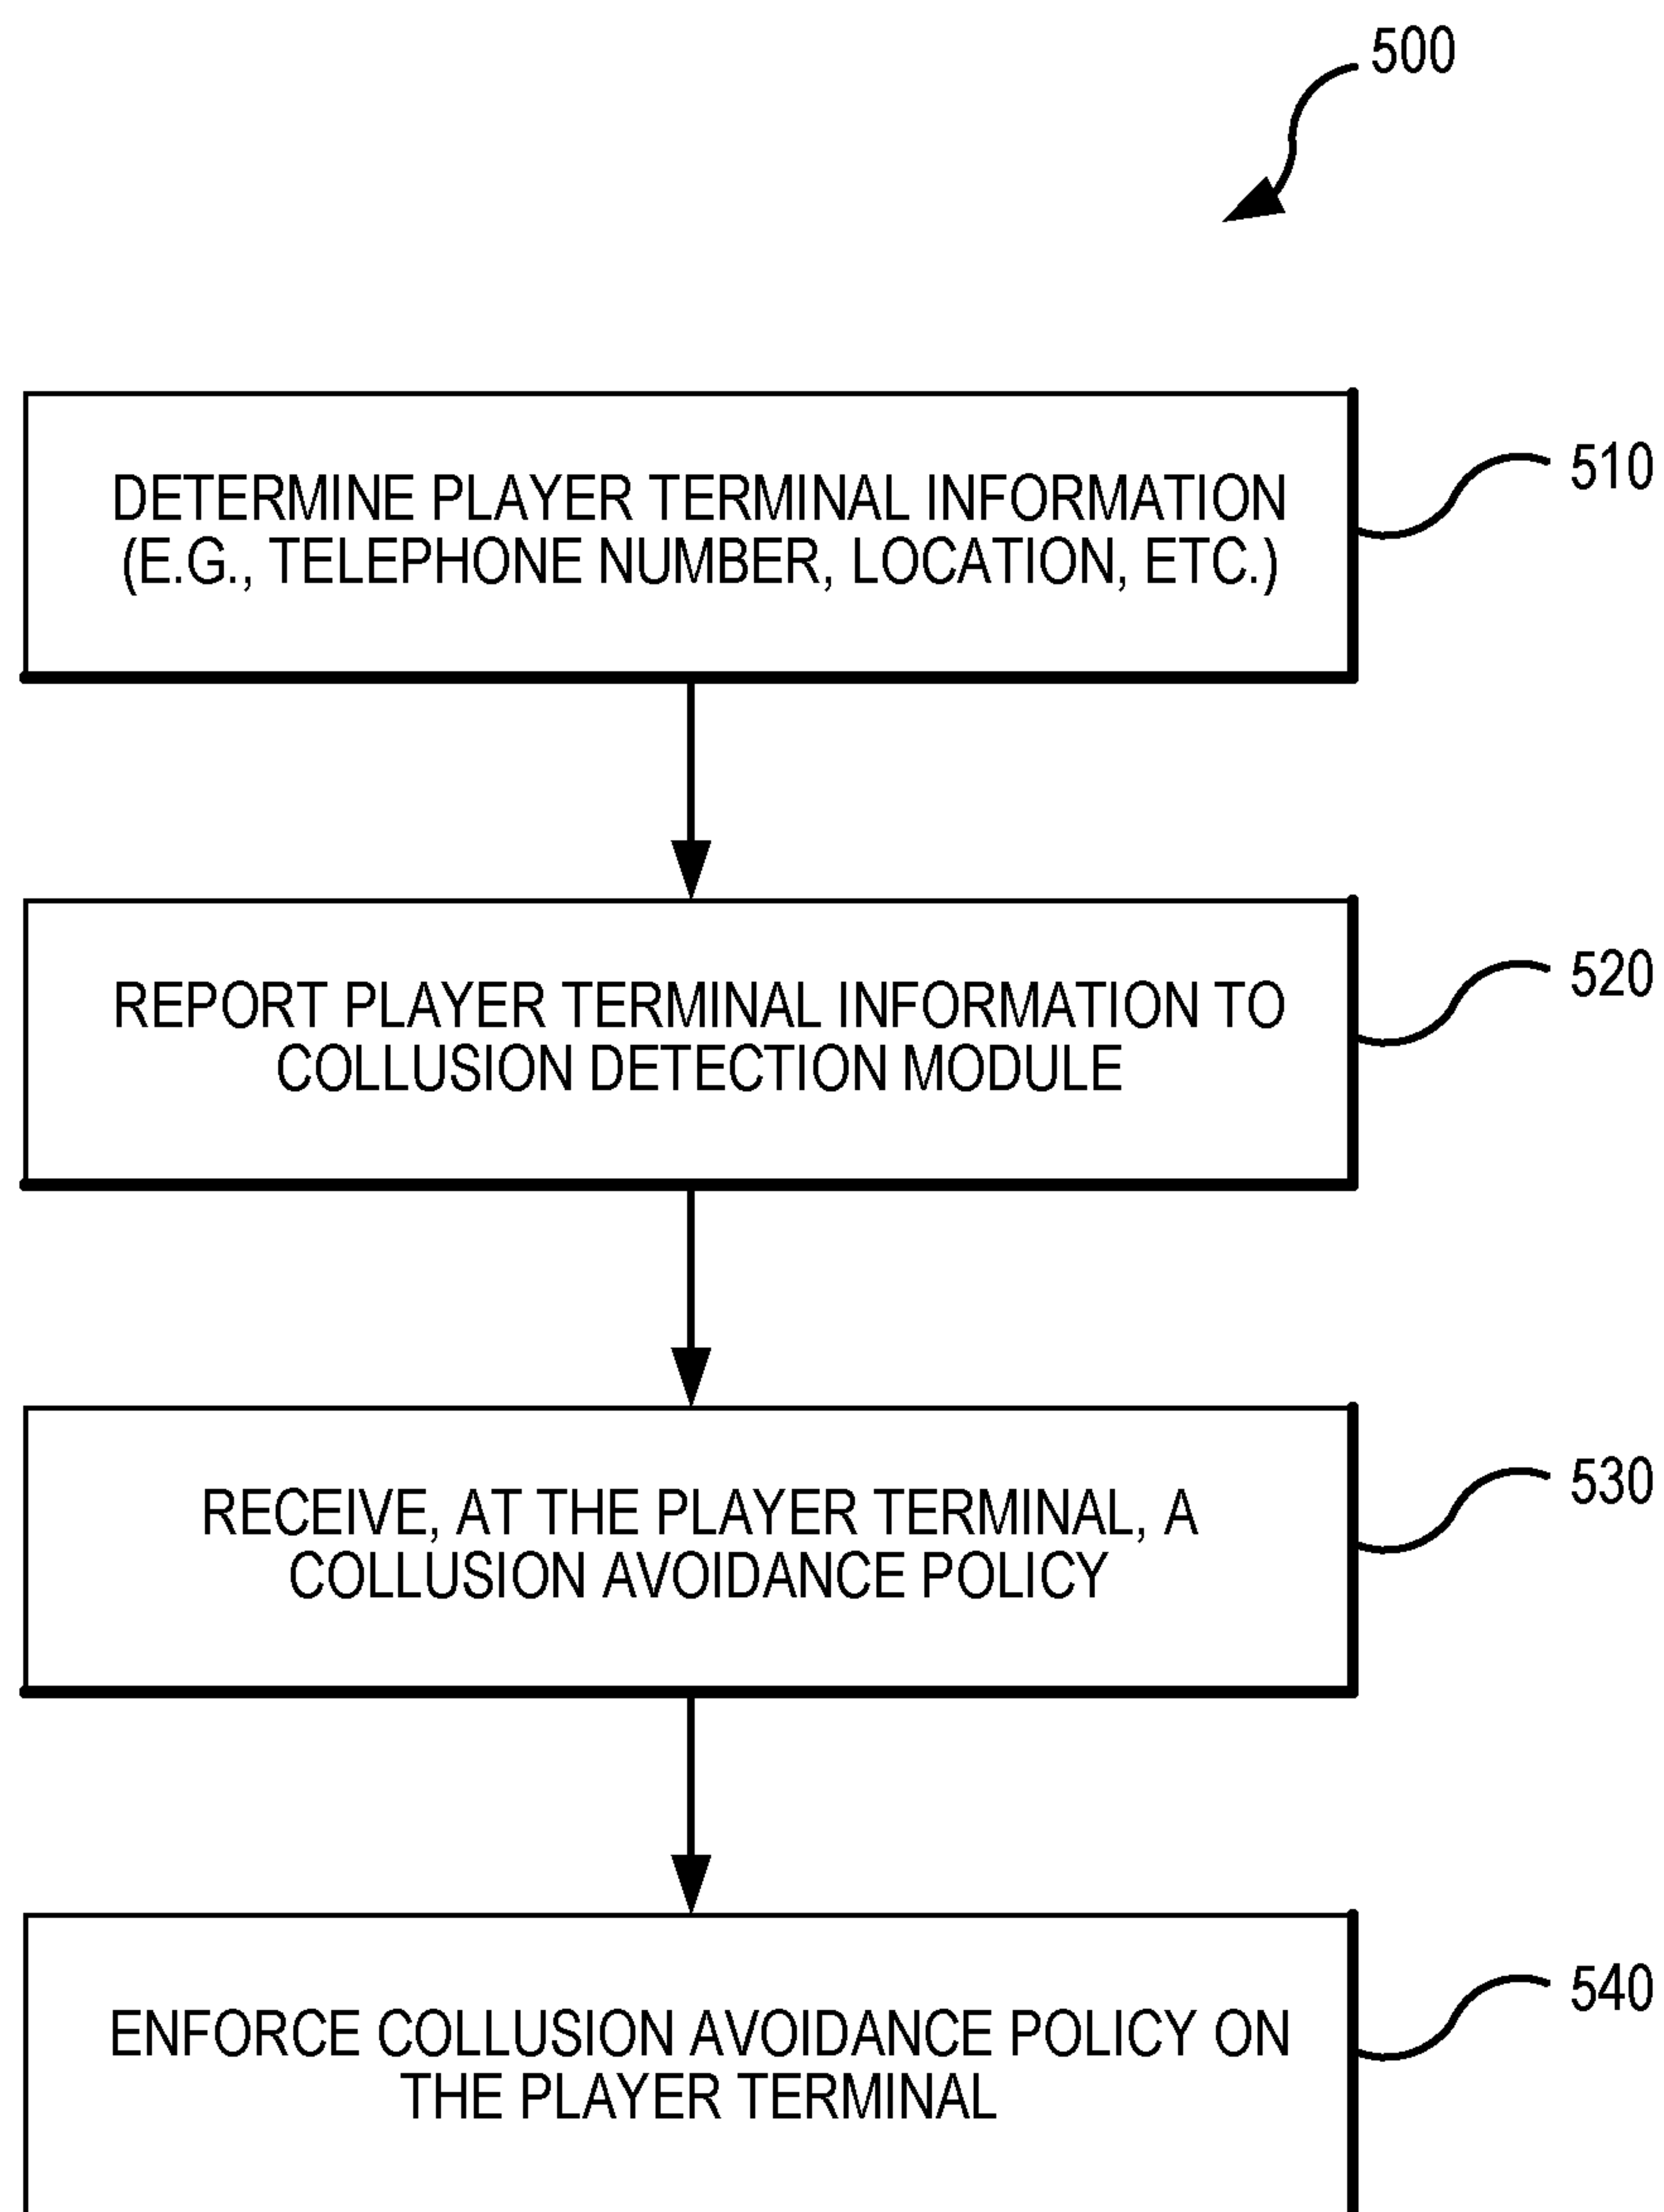 500
DETERMINE PLAYER TERMINAL INFORMATION
(E.G., TELEPHONE NUMBER, LOCATION, ETC.)
510
REPORT PLAYER TERMINAL INFORMATION TO
COLLUSION DETECTION MODULE
520
RECEIVE, AT THE PLAYER TERMINAL, A
COLLUSION AVOIDANCE POLICY
530
ENFORCE COLLUSION AVOIDANCE POLICY ON
THE PLAYER TERMINAL
540